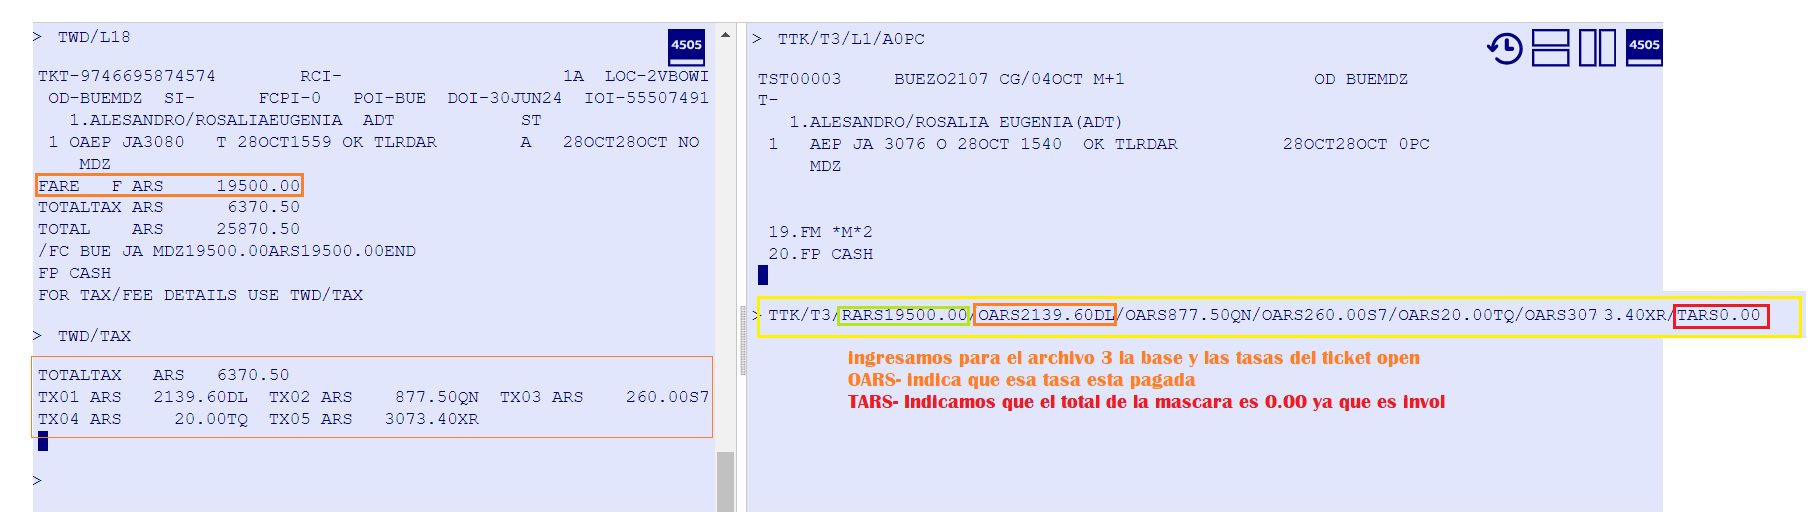 > TWD/L18
4505
TKT-9746695874574 RCI- 1A LOC-2VBOWI
OD-BUEMDZ SI- FCPI-0 POI-BUE DOI-30JUN24 IOI-55507491
1.ALESANDRO/ROSALIAEUGENIA ADT ST
1 OAEP JA3080 T 28OCT1559 OK TLRDAR A 28OCT28OCT NO
MDZ
FARE F ARS 19500.00
TOTALTAX ARS 6370.50
TOTAL ARS 25870.50
/FC BUE JA MDZ19500.00ARS19500.00END
FP CASH
FOR TAX/FEE DETAILS USE TWD/TAX
> TWD/TAX
TOTALTAX ARS 6370.50
TX01 ARS 2139.60DL TX02 ARS 877.50QN TX03 ARS 260.00S7
TX04 ARS 20.00TQ TX05 ARS 3073.40XR
>
> TTK/T3/L1/A0PC
4505
TST00003 BUEZO2107 CG/04OCT M+1 OD BUEMDZ
T-
1.ALESANDRO/ROSALIA EUGENIA(ADT)
1 AEP JA 3076 O 28OCT 1540 OK TLRDAR 28OCT28OCT 0PC
MDZ
19.FM *M*2
20.FP CASH
> TTK/T3/RARS19500.00/OARS2139.60DL/OARS877.50QN/OARS260.00S7/OARS20.00TQ/OARS307 3.40XR/TARS0.00
Ingresamos para el archivo 3 la base y las tasas del ticket open
OARS- Indica que esa tasa esta pagada
TARS- Indicamos que el total de la mascara es 0.00 ya que es invol